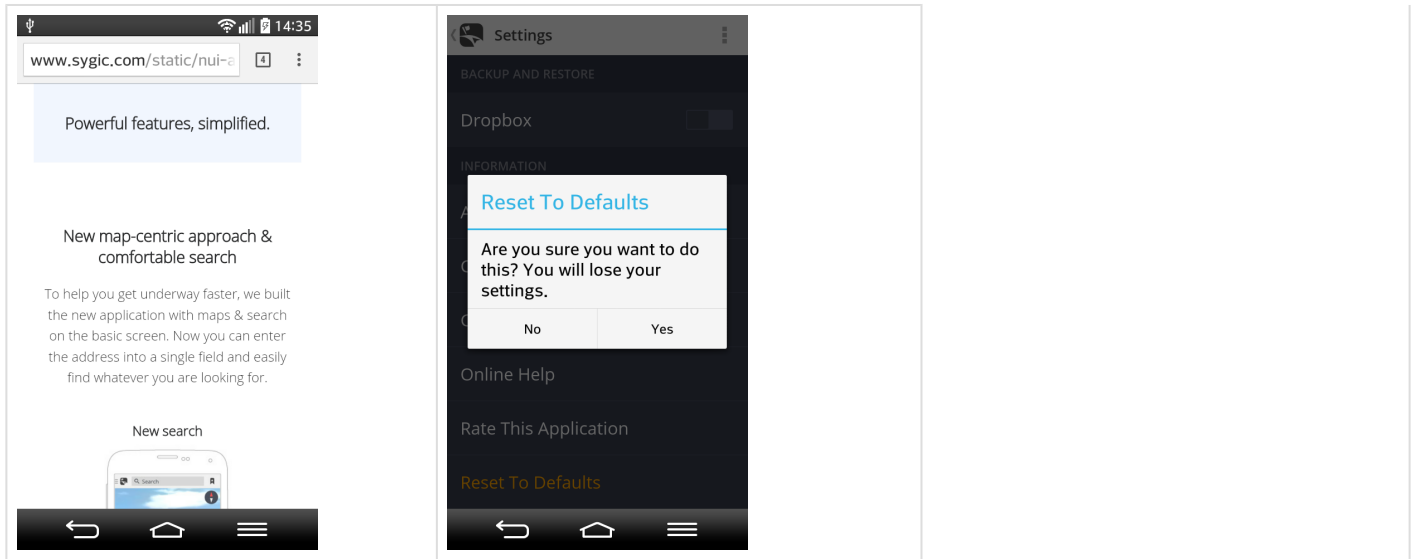 14:35
www.sygic.com/static/nui-a
4
Powerful features, simplified.
New map-centric approach &
comfortable search
To help you get underway faster, we built
the new application with maps & search
on the basic screen. Now you can enter
the address into a single field and easily
find whatever you are looking for.
New search
Search
Settings
BACKUP AND RESTORE
Dropbox
INFORMATION
Reset To Defaults
Are you sure you want to do
this? You will lose your
settings.
No Yes
Online Help
Rate This Application
Reset To Defaults